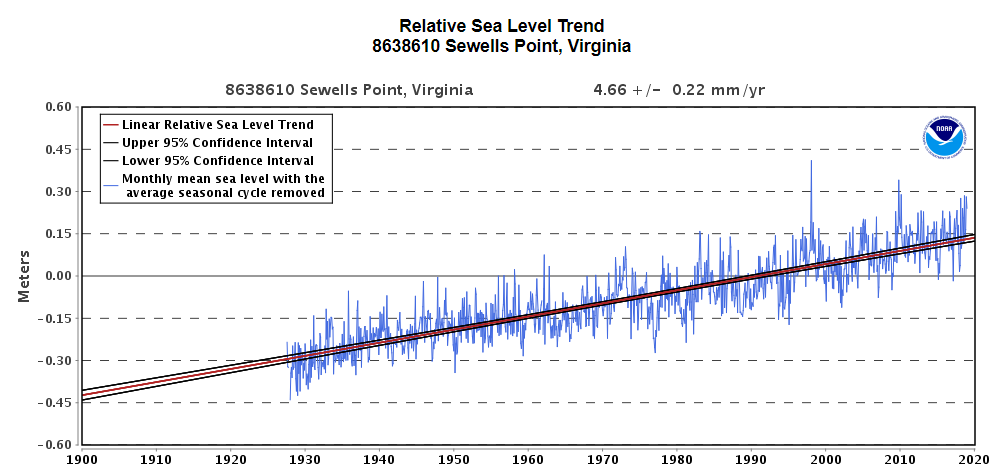 Relative Sea Level Trend
8638610 Sewells Point, Virginia
8638610 Sewells Point, Virginia 4.66 +/- 0.22 mm/yr
0.60
0.45
0.30
0.15
0.00
-0.15
-0.30
-0.45
-0.60
Meters
Linear Relative Sea Level Trend
Upper 95% Confidence Interval
Lower 95% Confidence Interval
Monthly mean sea level with the
average seasonal cycle removed
NOAA
1900 1910 1920 1930 1940 1950 1960 1970 1980 1990 2000 2010 2020